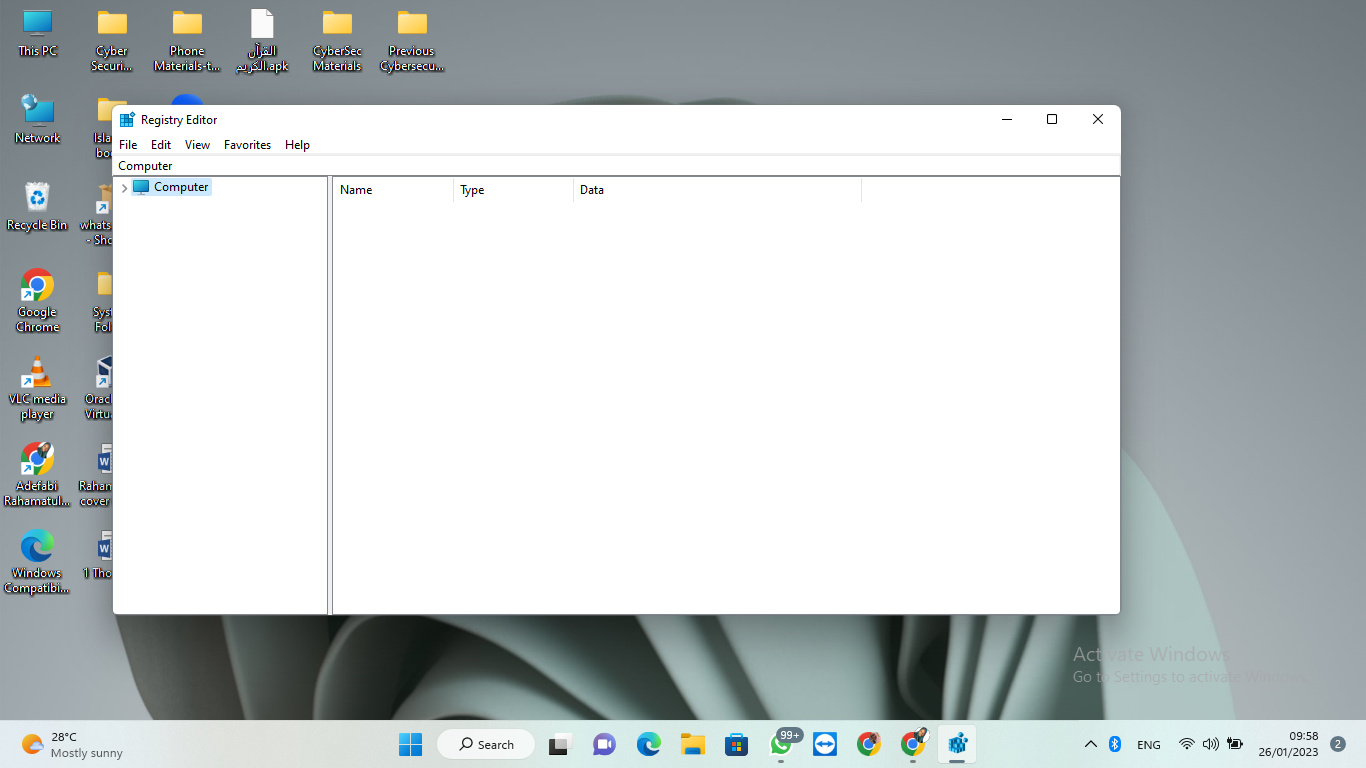 This PC
Cyber
Securi...
Phone
Materials-t...
القرآن
الكريم.apk
CyberSec
Materials
Previous
Cybersecu...
Network
Isla
bo
Registry Editor
File Edit View Favorites Help
Computer
Computer
Name Type Data
Recycle Bin
whats
- Sho
Google
Chrome
Sys
Fol
VLC media
player
Orac
Virtua
Adefabi
Rahamatul...
Rahan
cover
Windows
Compatibi...
1 Tho
Activate Windows
Go to Settings to activate Windows.
28°C
Mostly sunny
Search
99+
ENG
09:58
26/01/2023
2